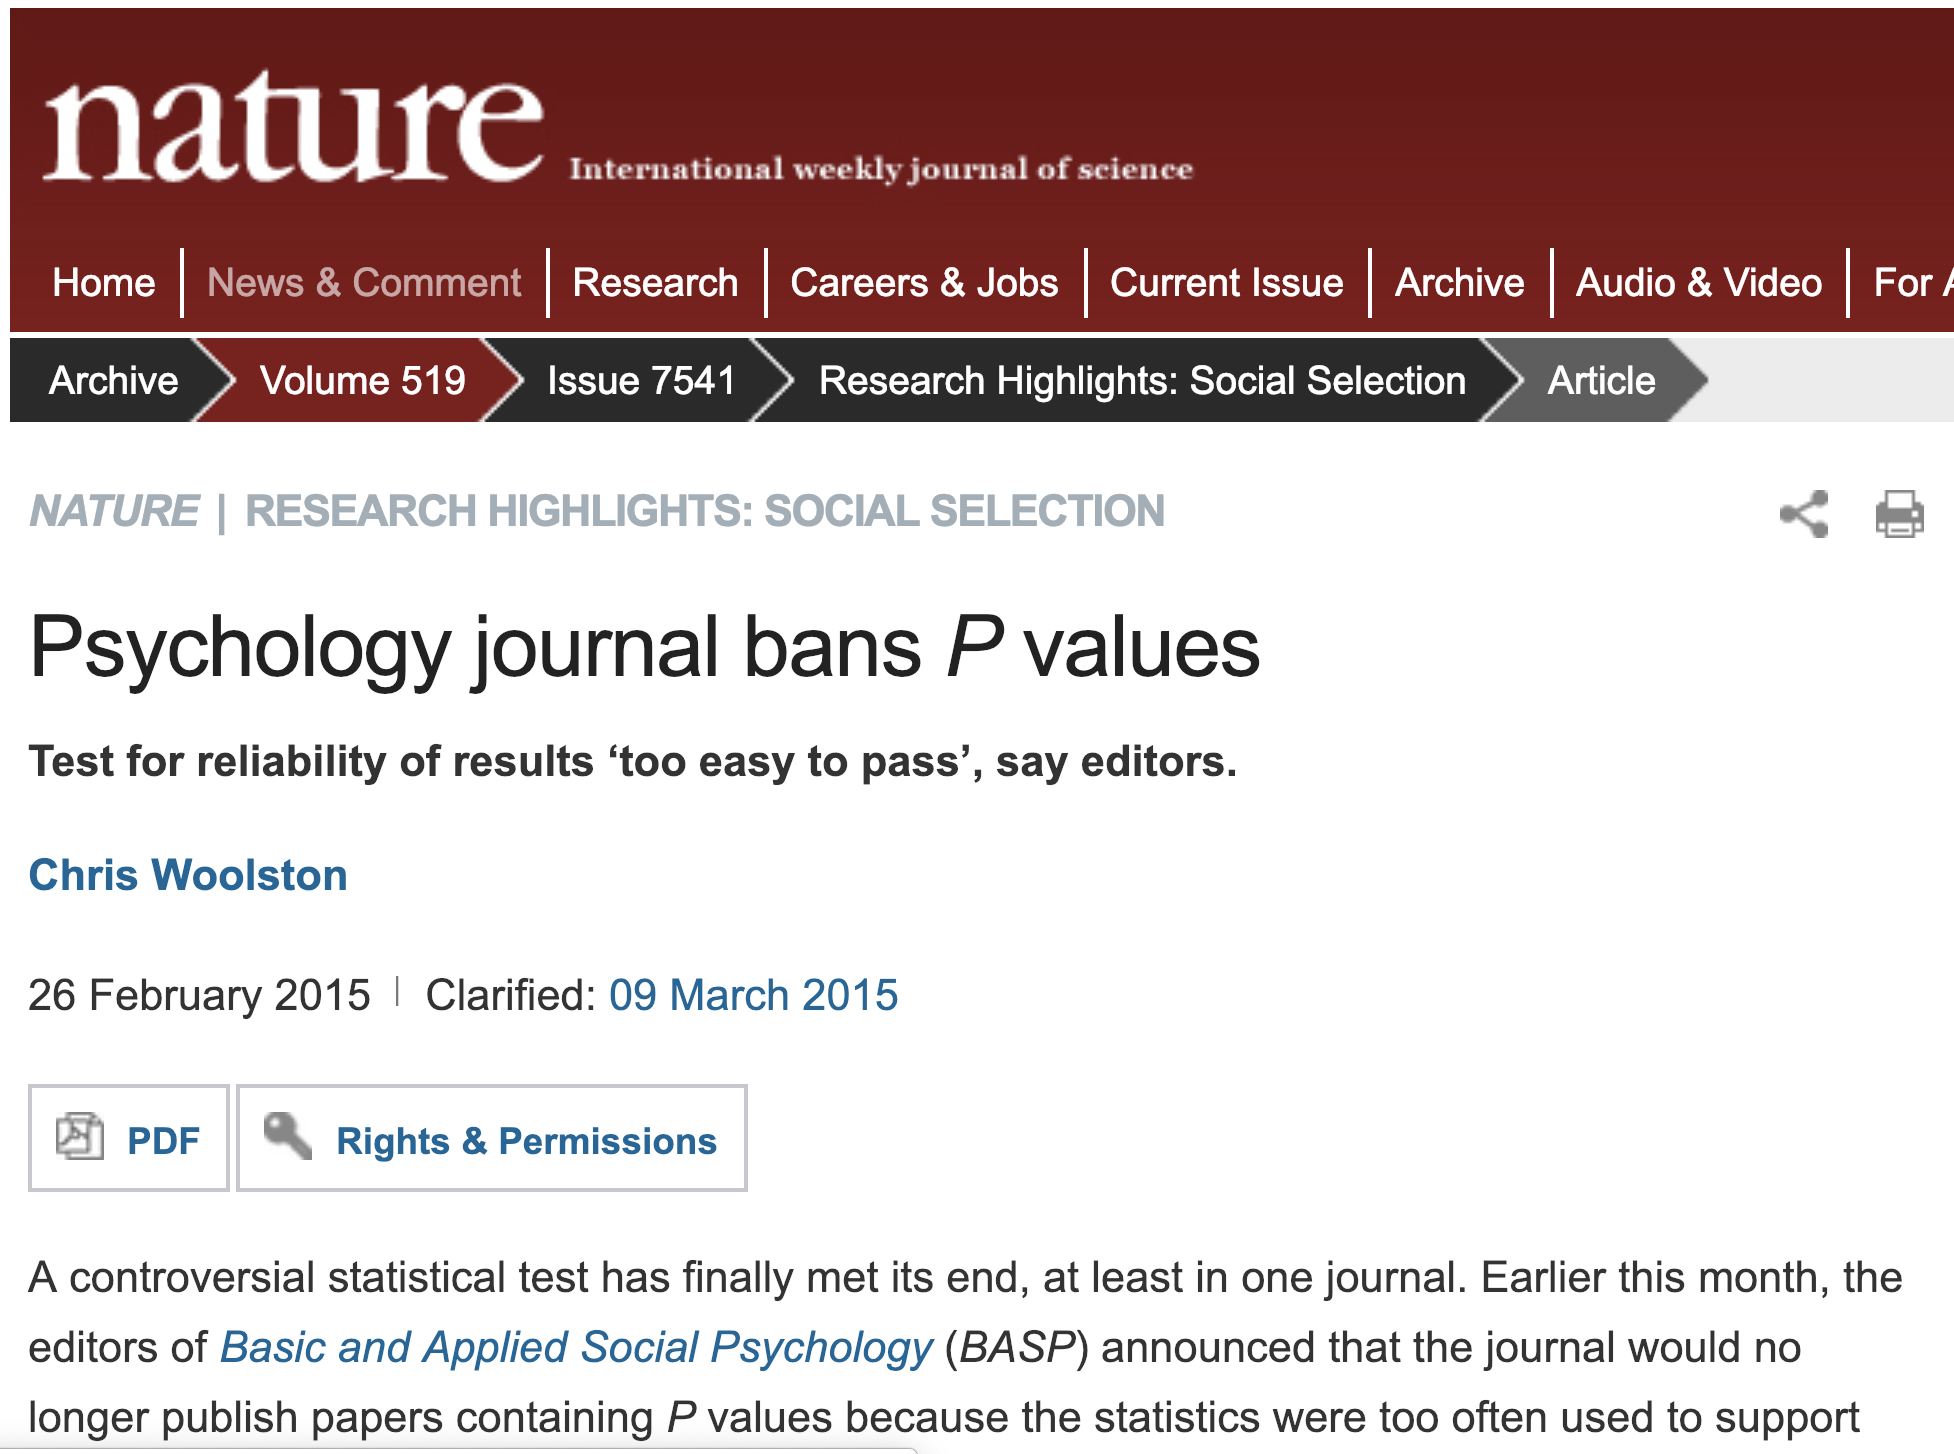 nature International weekly journal of science
Home News & Comment Research Careers & Jobs Current Issue Archive Audio & Video For
Archive Volume 519 Issue 7541 Research Highlights: Social Selection Article
NATURE | RESEARCH HIGHLIGHTS: SOCIAL SELECTION
Psychology journal bans P values
Test for reliability of results ‘too easy to pass’, say editors.
Chris Woolston
26 February 2015 | Clarified: 09 March 2015
PDF Rights & Permissions
A controversial statistical test has finally met its end, at least in one journal. Earlier this month, the
editors of Basic and Applied Social Psychology (BASP) announced that the journal would no
longer publish papers containing P values because the statistics were too often used to support